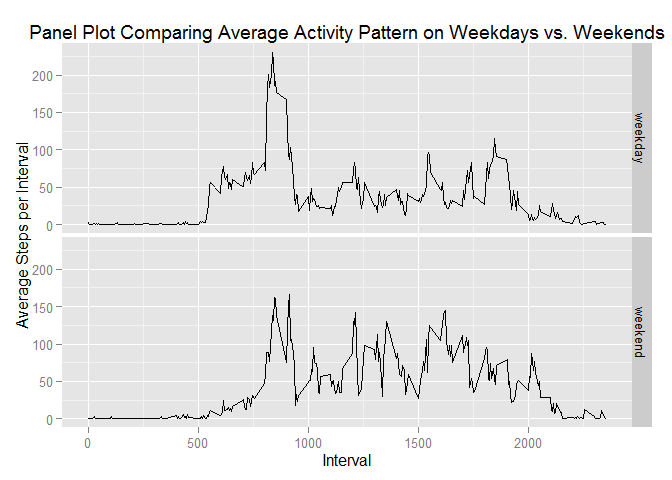 Panel Plot Comparing Average Activity Pattern on Weekdays vs. Weekends
Average Steps per Interval
200
150
100
50
0
weekday
200
150
100
50
0
weekend
0 500 1000 1500 2000
Interval